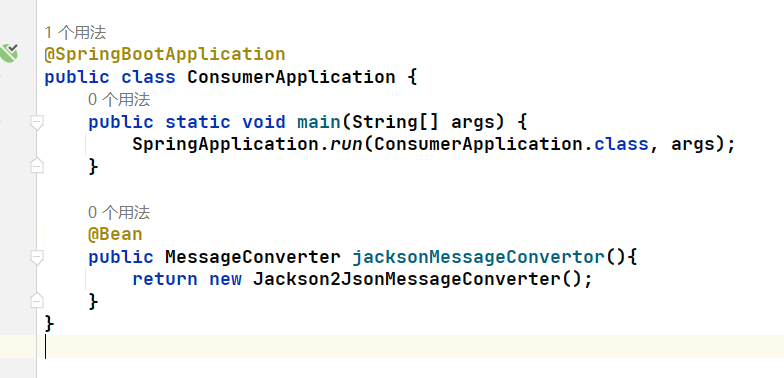 1 个用法
@SpringBootApplication
public class ConsumerApplication {
0 个用法
public static void main(String[] args) {
SpringApplication.run(ConsumerApplication.class, args);
}
0 个用法
@Bean
public MessageConverter jacksonMessageConvertor(){
return new Jackson2JsonMessageConverter();
}
}